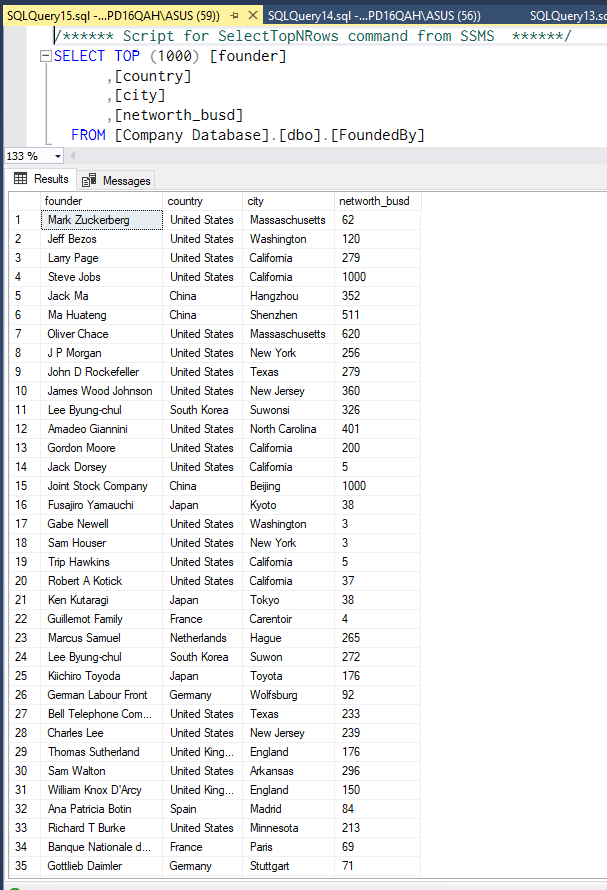 SQLQuery15.sql -...PD16QAH\ASUS (59)) SQLQuery14.sql -...PD16QAH\ASUS (56)) SQLQuery13.s
/****** Script for SelectTopNRows command from SSMS ******/
SELECT TOP (1000) [founder]
,[country]
,[city]
,[networth_busd]
FROM [Company Database].[dbo].[FoundedBy]
133 %
Results Messages
founder country city networth_busd
1 Mark Zuckerberg United States Massaschusetts 62
2 Jeff Bezos United States Washington 120
3 Larry Page United States California 279
4 Steve Jobs United States California 1000
5 Jack Ma China Hangzhou 352
6 Ma Huateng China Shenzhen 511
7 Oliver Chace United States Massaschusetts 620
8 J P Morgan United States New York 256
9 John D Rockefeller United States Texas 279
10 James Wood Johnson United States New Jersey 360
11 Lee Byung-chul South Korea Suwonsi 326
12 Amadeo Giannini United States North Carolina 401
13 Gordon Moore United States California 200
14 Jack Dorsey United States California 5
15 Joint Stock Company China Beijing 1000
16 Fusajiro Yamauchi Japan Kyoto 38
17 Gabe Newell United States Washington 3
18 Sam Houser United States New York 3
19 Trip Hawkins United States California 5
20 Robert A Kotick United States California 37
21 Ken Kutaragi Japan Tokyo 38
22 Guillemot Family France Carentoir 4
23 Marcus Samuel Netherlands Hague 265
24 Lee Byung-chul South Korea Suwon 272
25 Kiichiro Toyoda Japan Toyota 176
26 German Labour Front Germany Wolfsburg 92
27 Bell Telephone Com... United States Texas 233
28 Charles Lee United States New Jersey 239
29 Thomas Sutherland United King... England 176
30 Sam Walton United States Arkansas 296
31 William Knox D'Arcy United King... England 150
32 Ana Patricia Botin Spain Madrid 84
33 Richard T Burke United States Minnesota 213
34 Banque Nationale d... France Paris 69
35 Gottlieb Daimler Germany Stuttgart 71